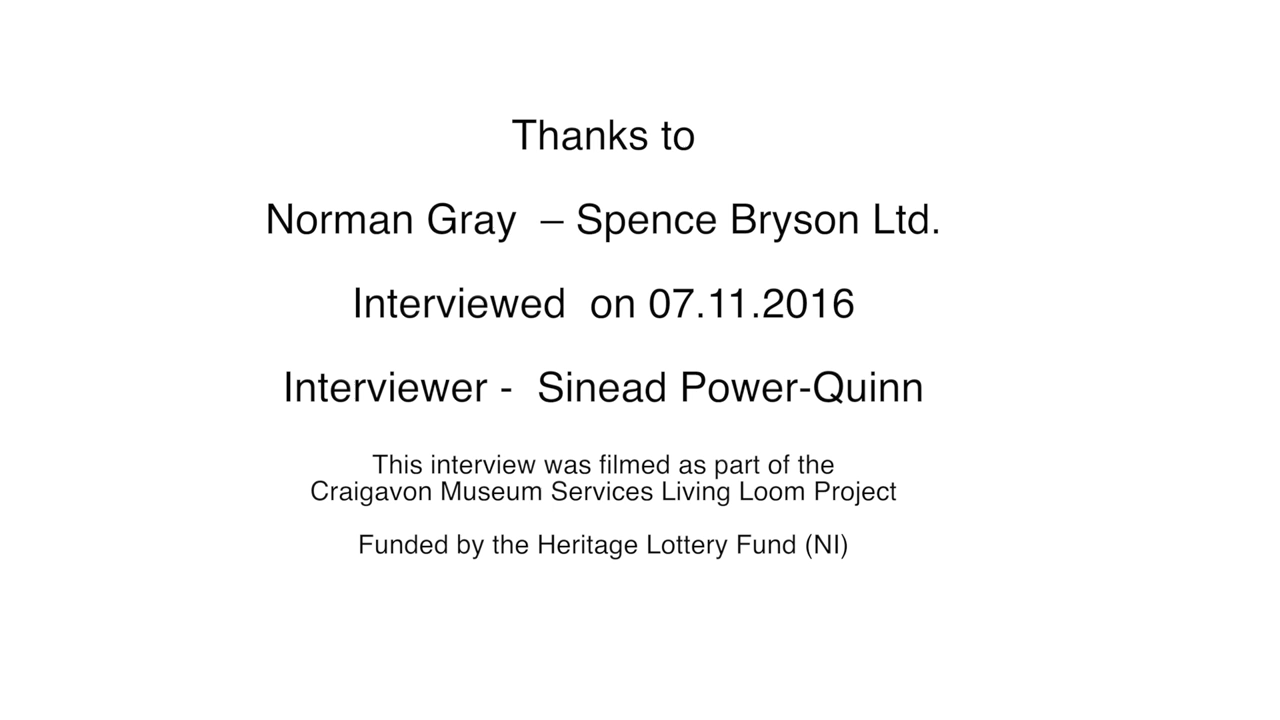 Thanks to
Norman Gray – Spence Bryson Ltd.
Interviewed on 07.11.2016
Interviewer - Sinead Power-Quinn
This interview was filmed as part of the
Craigavon Museum Services Living Loom Project
Funded by the Heritage Lottery Fund (NI)